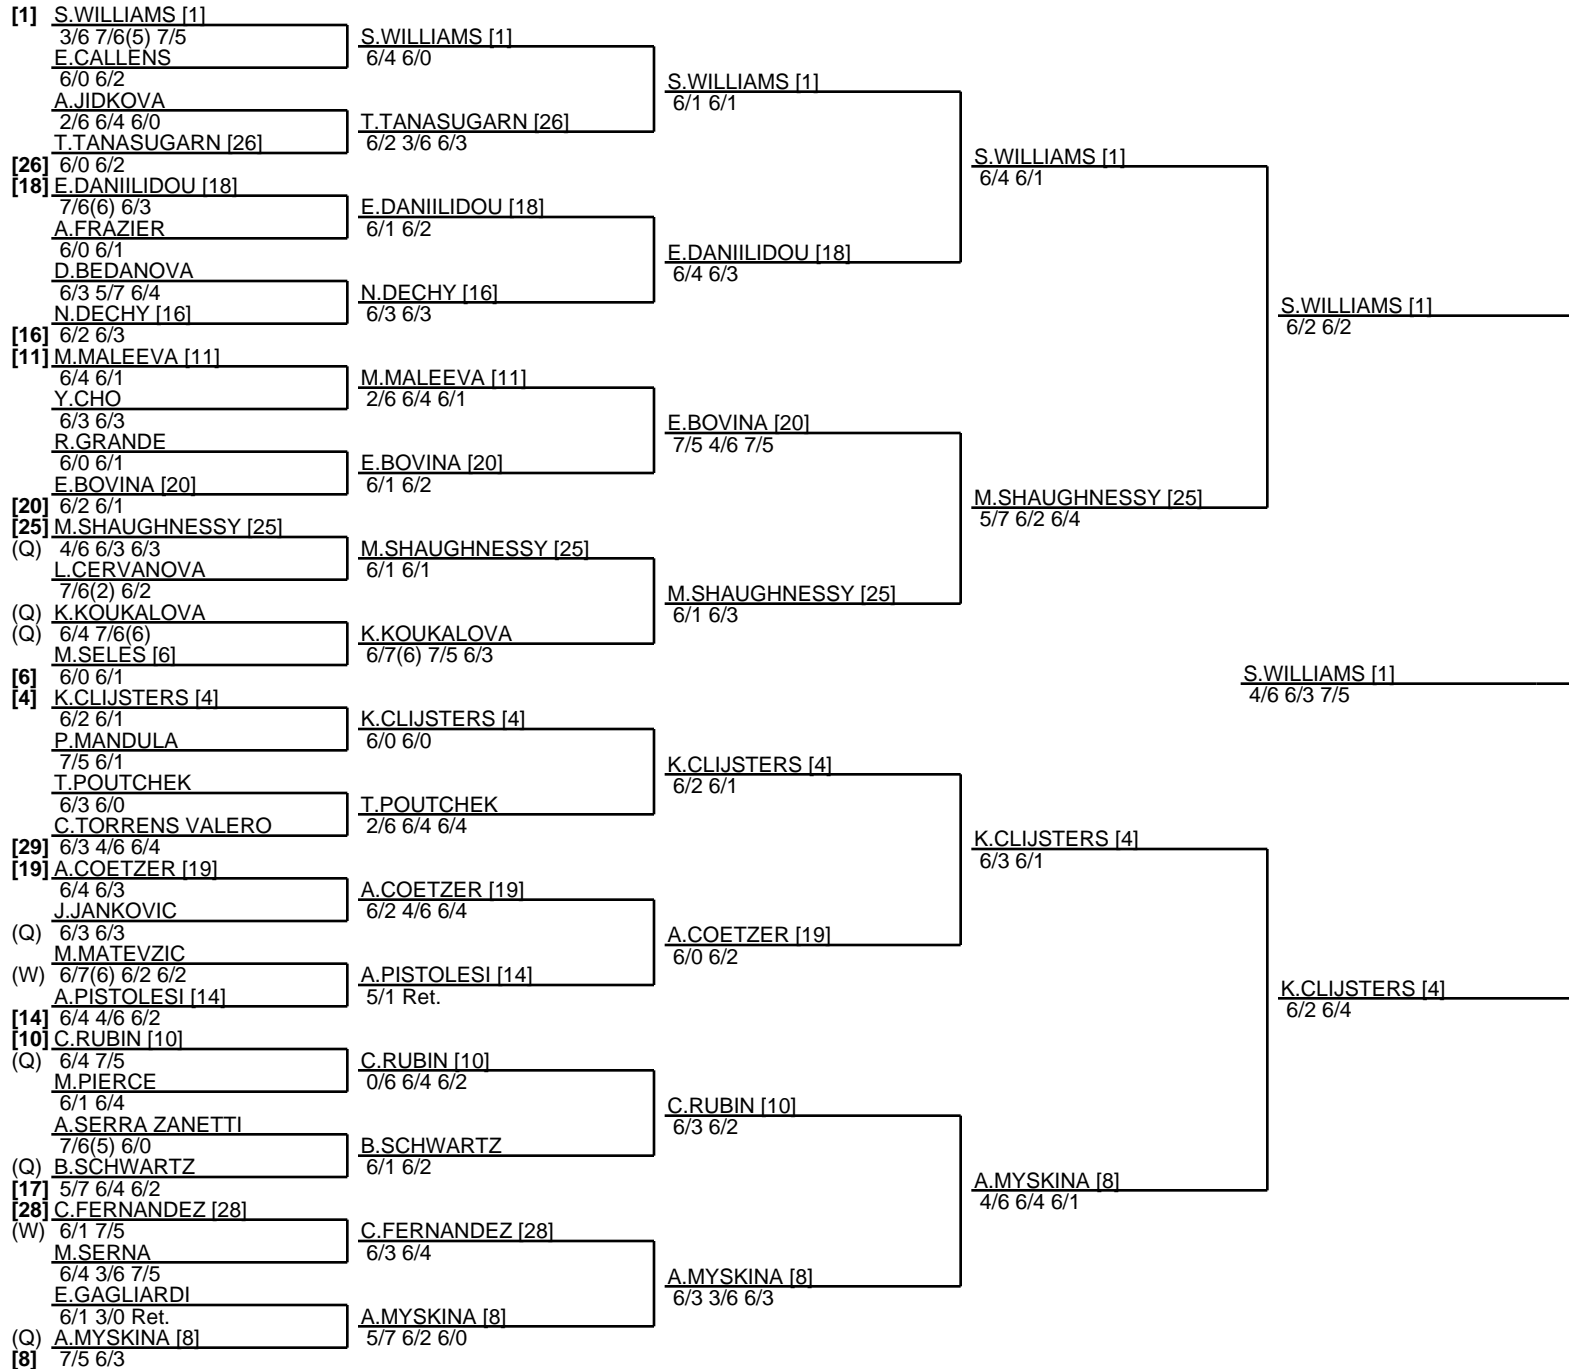 [1] S.WILLIAMS [1]
3/6 7/6(5) 7/5
E.CALLENS
6/0 6/2
A.JIDKOVA
2/6 6/4 6/0
T.TANASUGARN [26]
[26] 6/0 6/2
[18] E.DANIILIDOU [18]
7/6(6) 6/3
A.FRAZIER
6/0 6/1
D.BEDANOVA
6/3 5/7 6/4
N.DECHY [16]
[16] 6/2 6/3
[11] M.MALEEVA [11]
6/4 6/1
Y.CHO
6/3 6/3
R.GRANDE
6/0 6/1
E.BOVINA [20]
[20] 6/2 6/1
[25] M.SHAUGHNESSY [25]
(Q) 4/6 6/3 6/3
L.CERVANOVA
7/6(2) 6/2
(Q) K.KOUKALOVA
(Q) 6/4 7/6(6)
M.SELES [6]
[6] 6/0 6/1
[4] K.CLIJSTERS [4]
6/2 6/1
P.MANDULA
7/5 6/1
T.POUTCHEK
6/3 6/0
C.TORRENS VALERO
[29] 6/3 4/6 6/4
[19] A.COETZER [19]
6/4 6/3
J.JANKOVIC
(Q) 6/3 6/3
M.MATEVZIC
(W) 6/7(6) 6/2 6/2
A.PISTOLESI [14]
[14] 6/4 4/6 6/2
[10] C.RUBIN [10]
(Q) 6/4 7/5
M.PIERCE
6/1 6/4
A.SERRA ZANETTI
7/6(5) 6/0
(Q) B.SCHWARTZ
[17] 5/7 6/4 6/2
[28] C.FERNANDEZ [28]
(W) 6/1 7/5
M.SERNA
6/4 3/6 7/5
E.GAGLIARDI
6/1 3/0 Ret.
(Q) A.MYSKINA [8]
[8] 7/5 6/3
S.WILLIAMS [1]
6/4 6/0
T.TANASUGARN [26]
6/2 3/6 6/3
E.DANIILIDOU [18]
6/1 6/2
N.DECHY [16]
6/3 6/3
M.MALEEVA [11]
2/6 6/4 6/1
E.BOVINA [20]
6/1 6/2
M.SHAUGHNESSY [25]
6/1 6/1
K.KOUKALOVA
6/7(6) 7/5 6/3
K.CLIJSTERS [4]
6/0 6/0
T.POUTCHEK
2/6 6/4 6/4
A.COETZER [19]
6/2 4/6 6/4
A.PISTOLESI [14]
5/1 Ret.
C.RUBIN [10]
0/6 6/4 6/2
B.SCHWARTZ
6/1 6/2
C.FERNANDEZ [28]
6/3 6/4
A.MYSKINA [8]
5/7 6/2 6/0
S.WILLIAMS [1]
6/1 6/1
E.DANIILIDOU [18]
6/4 6/3
E.BOVINA [20]
7/5 4/6 7/5
M.SHAUGHNESSY [25]
6/1 6/3
K.CLIJSTERS [4]
6/2 6/1
A.COETZER [19]
6/0 6/2
C.RUBIN [10]
6/3 6/2
A.MYSKINA [8]
6/3 3/6 6/3
S.WILLIAMS [1]
6/4 6/1
M.SHAUGHNESSY [25]
5/7 6/2 6/4
K.CLIJSTERS [4]
6/3 6/1
A.MYSKINA [8]
4/6 6/4 6/1
S.WILLIAMS [1]
6/2 6/2
K.CLIJSTERS [4]
6/2 6/4
S.WILLIAMS [1]
4/6 6/3 7/5